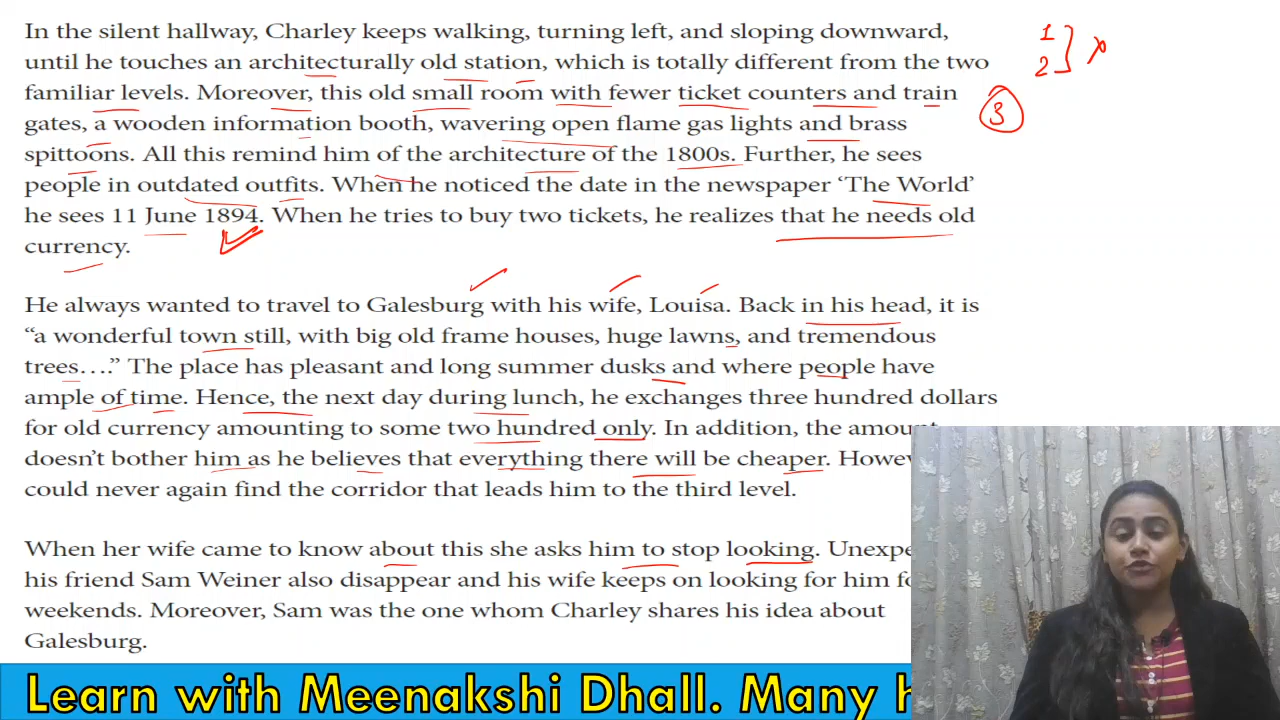 In the silent hallway, Charley keeps walking, turning left, and sloping downward,
until he touches an architecturally old station, which is totally different from the two
familiar levels. Moreover, this old small room with fewer ticket counters and train
gates, a wooden information booth, wavering open flame gas lights and brass
spittoons. All this remind him of the architecture of the 1800s. Further, he sees
people in outdated outfits. When he noticed the date in the newspaper ‘The World’
he sees 11 June 1894. When he tries to buy two tickets, he realizes that he needs old
currency.
1
2
3
He always wanted to travel to Galesburg with his wife, Louisa. Back in his head, it is
“a wonderful town still, with big old frame houses, huge lawns, and tremendous
trees….” The place has pleasant and long summer dusks and where people have
ample of time. Hence, the next day during lunch, he exchanges three hundred dollars
for old currency amounting to some two hundred only. In addition, the amount
doesn’t bother him as he believes that everything there will be cheaper. Howev
could never again find the corridor that leads him to the third level.
When her wife came to know about this she asks him to stop looking. Unexpe
his friend Sam Weiner also disappear and his wife keeps on looking for him fo
weekends. Moreover, Sam was the one whom Charley shares his idea about
Galesburg.
Learn with Meenakshi Dhall. Many h